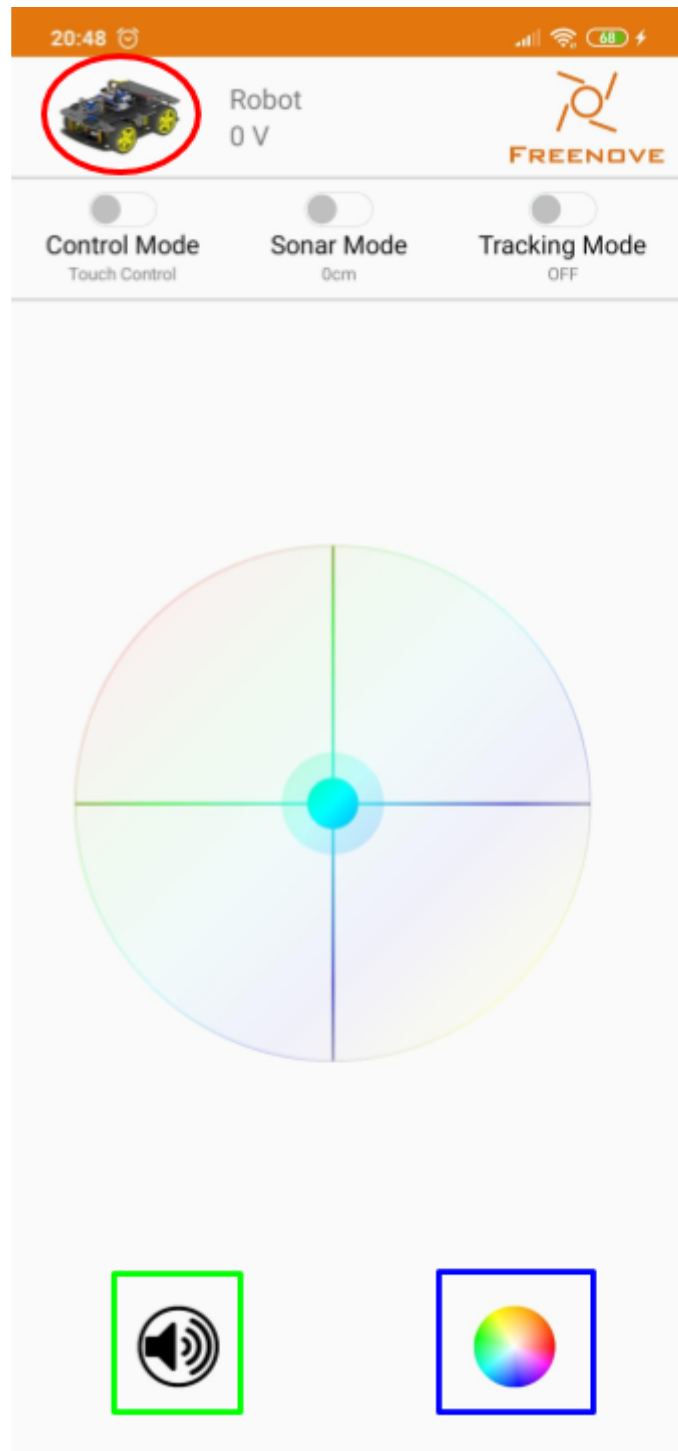 20:48
68
Robot
0 V
FREENOVE
Control Mode
Touch Control
Sonar Mode
0cm
Tracking Mode
OFF